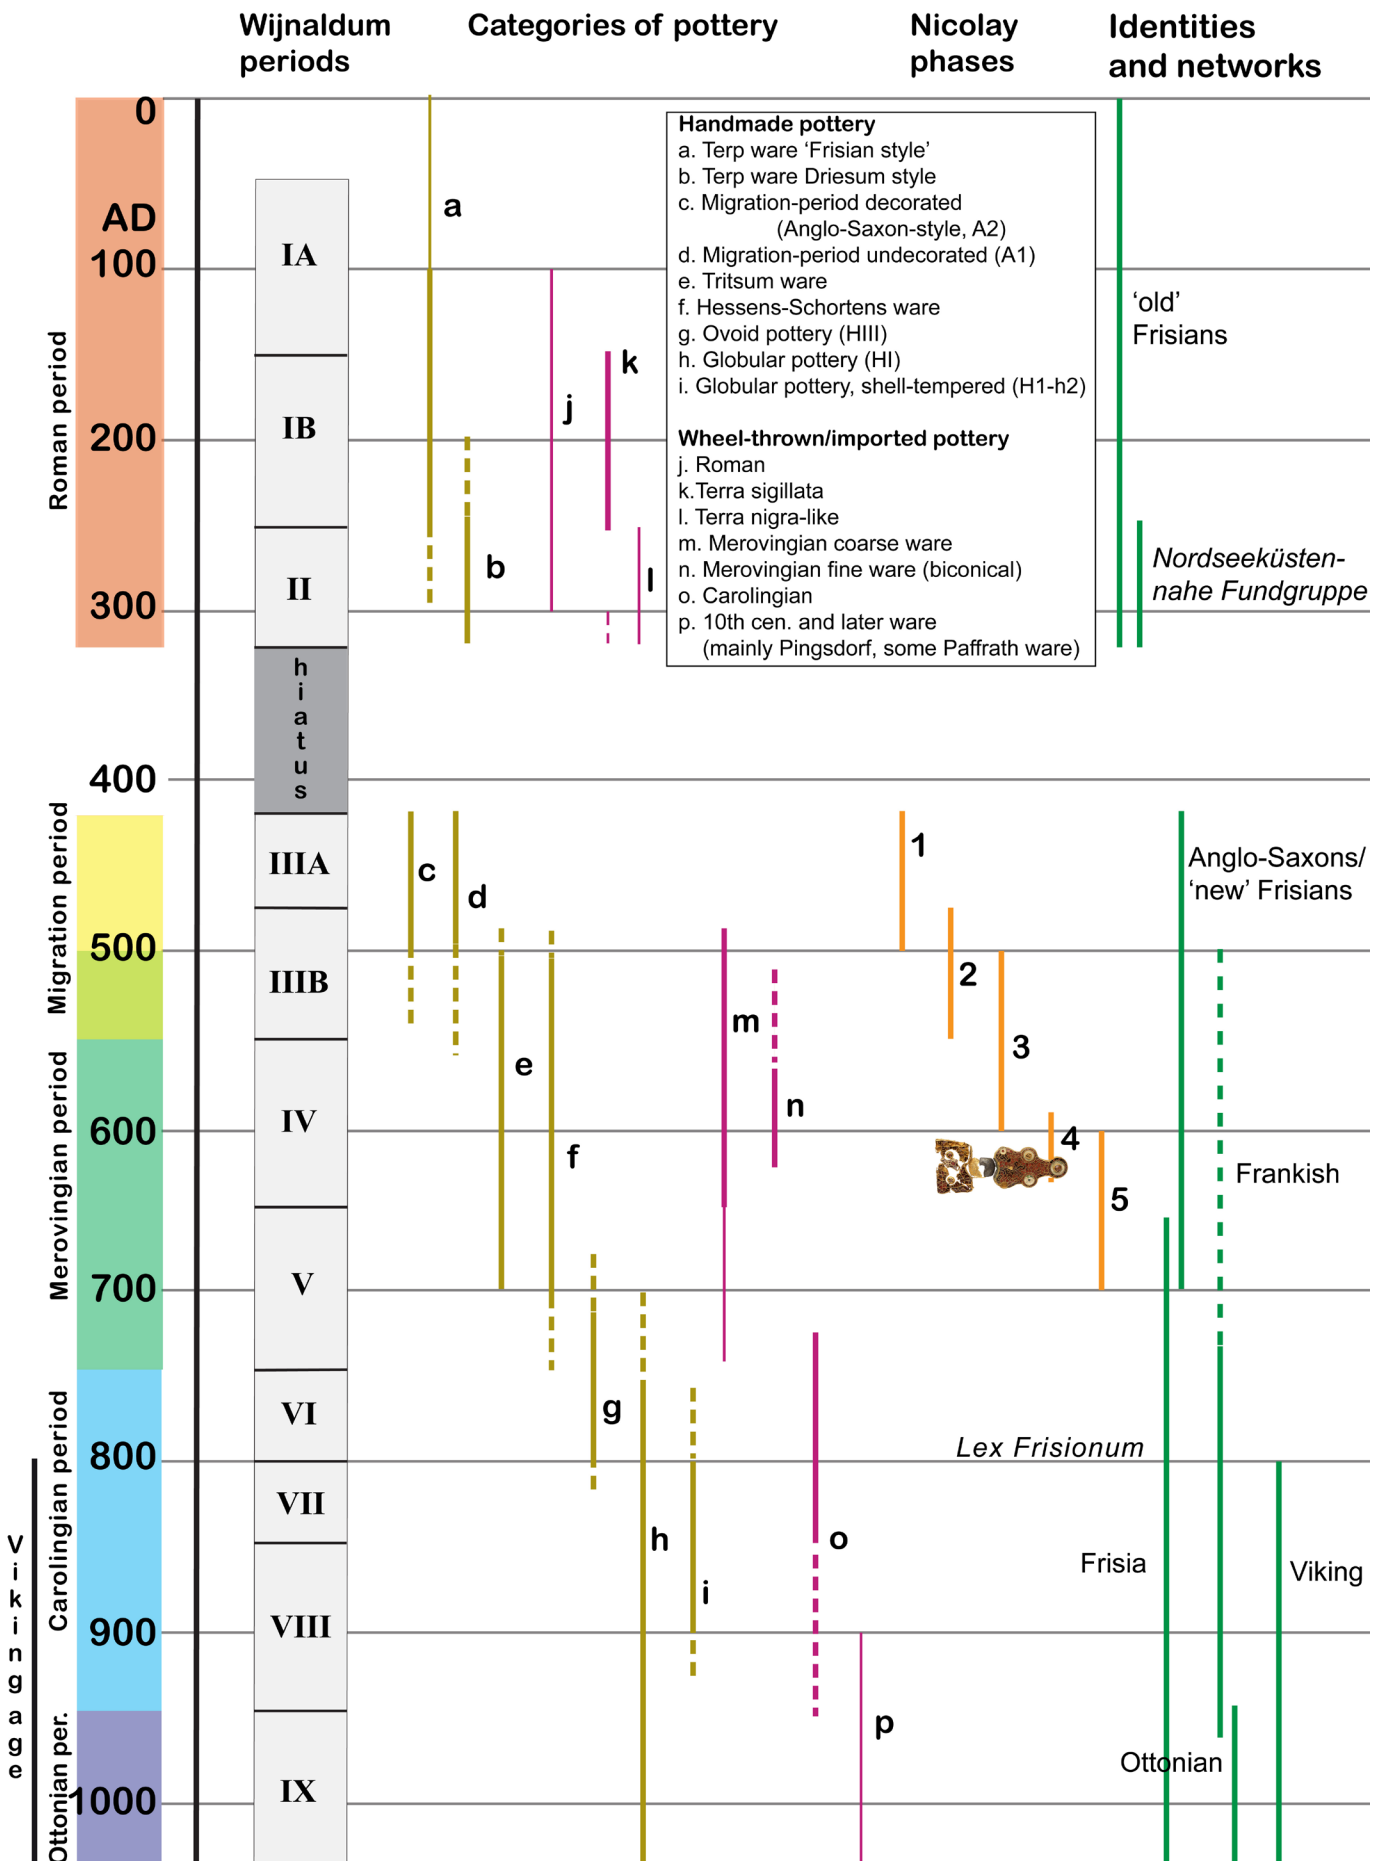 Wijnaldum
periods
Categories of pottery
Nicolay
phases
Identities
and networks
0
AD
100
200
300
400
500
600
700
800
900
1000
Roman period
Migration period
Merovingian period
Carolingian period
Ottonian per.
Viking age
IA
IB
II
hiatus
IIIA
IIIB
IV
V
VI
VII
VIII
IX
a
b
j
k
l
c
d
e
f
g
h
i
m
n
o
p
Handmade pottery
a. Terp ware ‘Frisian style’
b. Terp ware Driesum style
c. Migration-period decorated
(Anglo-Saxon-style, A2)
d. Migration-period undecorated (A1)
e. Tritsum ware
f. Hessens-Schortens ware
g. Ovoid pottery (HIII)
h. Globular pottery (HI)
i. Globular pottery, shell-tempered (H1-h2)
Wheel-thrown/imported pottery
j. Roman
k.Terra sigillata
l. Terra nigra-like
m. Merovingian coarse ware
n. Merovingian fine ware (biconical)
o. Carolingian
p. 10th cen. and later ware
(mainly Pingsdorf, some Paffrath ware)
1
2
3
4
5
‘old’
Frisians
Nordseeküsten-
nahe Fundgruppe
Anglo-Saxons/
‘new’ Frisians
Frankish
Lex Frisionum
Frisia
Viking
Ottonian